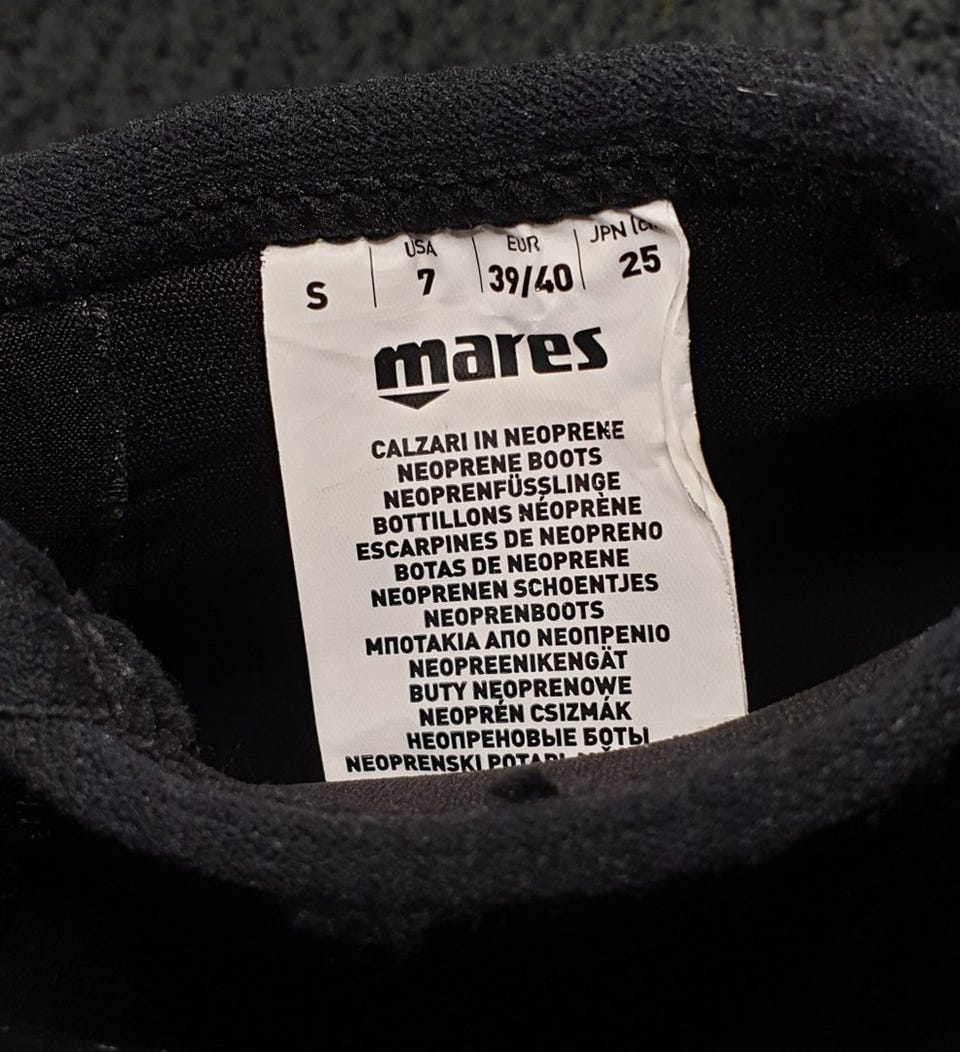 USA EUR JPN
S 7 39/40 25
mares
CALZARI IN NEOPRENE
NEOPRENE BOOTS
NEOPRENFÜSSLINGE
BOTTILLONS NÉOPRÈNE
ESCARPINES DE NEOPRENO
BOTAS DE NEOPRENE
NEOPRENEN SCHOENTJES
NEOPRENBOOTS
ΜΠΟΤΑΚΙΑ ΑΠΟ ΝΕΟΠΡΕΝΙΟ
NEOPREENIKENGÄT
BUTY NEOPRENOWE
NEOPRÉN CSIZMÁK
НЕОПРЕНОВЫЕ БОТЫ
NEOPRENSKI